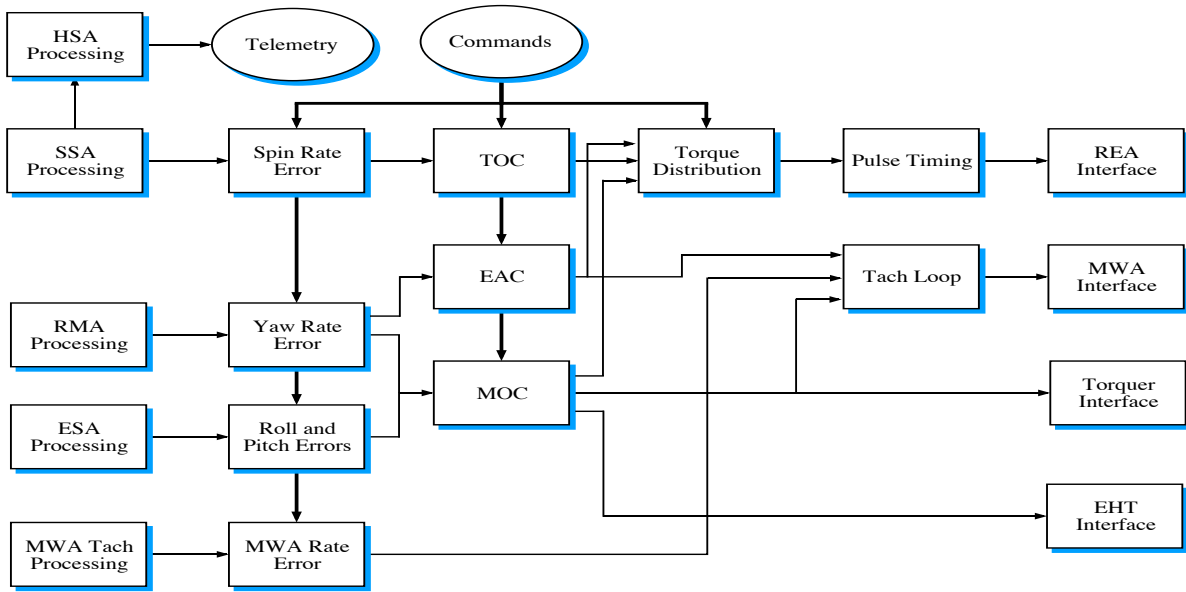 HSA
Processing
Telemetry
Commands
SSA
Processing
Spin Rate
Error
TOC
Torque
Distribution
Pulse Timing
REA
Interface
EAC
Tach Loop
MWA
Interface
RMA
Processing
Yaw Rate
Error
MOC
Torquer
Interface
ESA
Processing
Roll and
Pitch Errors
EHT
Interface
MWA Tach
Processing
MWA Rate
Error